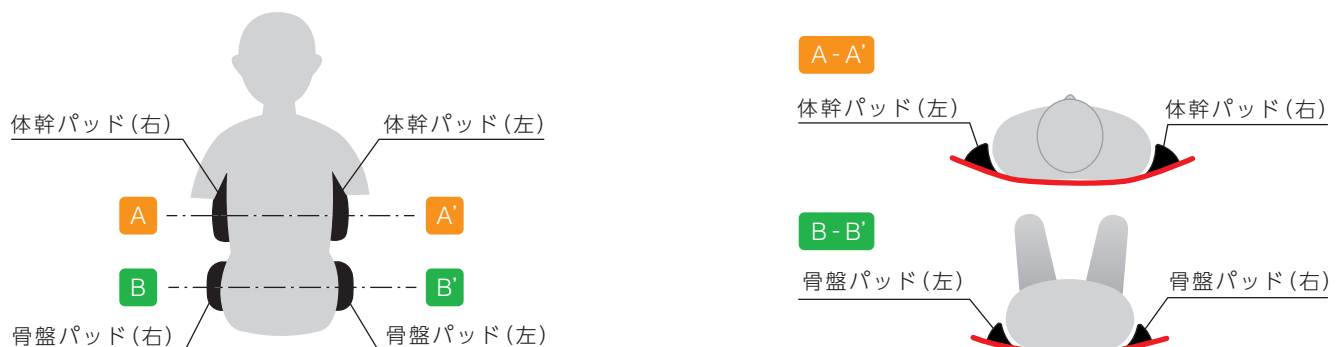 体幹パッド(右)
体幹パッド(左)
A
A'
B
B'
骨盤パッド(右)
骨盤パッド(左)
A-A'
体幹パッド(左)
体幹パッド(右)
B-B'
骨盤パッド(左)
骨盤パッド(右)